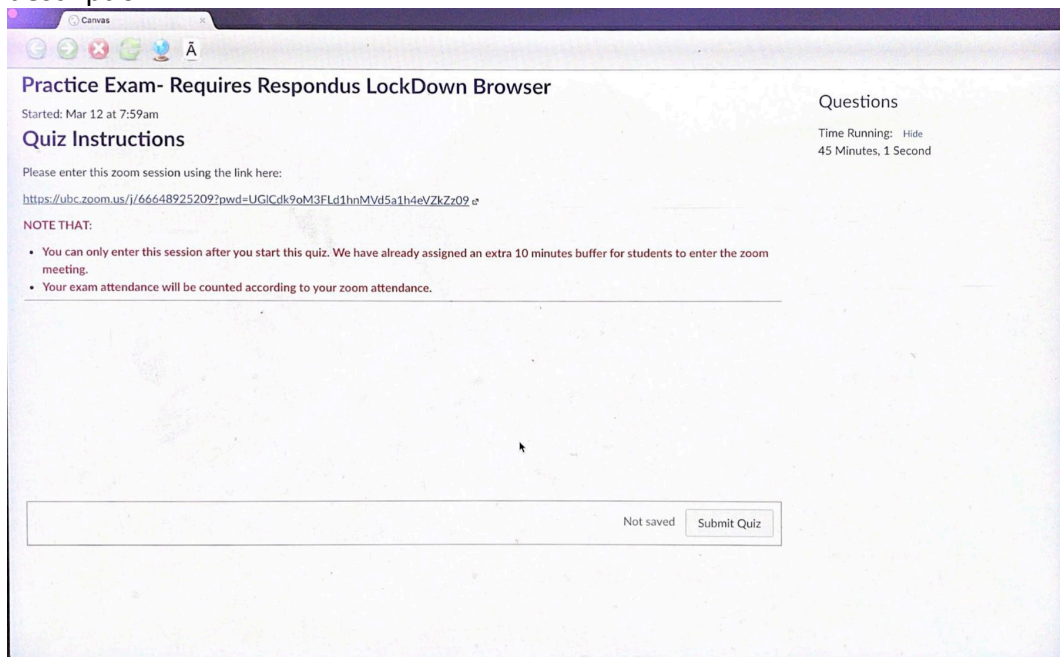 Canvas
Ā
Practice Exam- Requires Respondus LockDown Browser
Started: Mar 12 at 7:59am
Quiz Instructions
Please enter this zoom session using the link here:
https://ubc.zoom.us/j/66648925209?pwd=UGlCdk9oM3FLd1hnMVd5a1h4eVZkZz09
NOTE THAT:
• You can only enter this session after you start this quiz. We have already assigned an extra 10 minutes buffer for students to enter the zoom
meeting.
• Your exam attendance will be counted according to your zoom attendance.
Questions
Time Running: Hide
45 Minutes, 1 Second
Not saved Submit Quiz